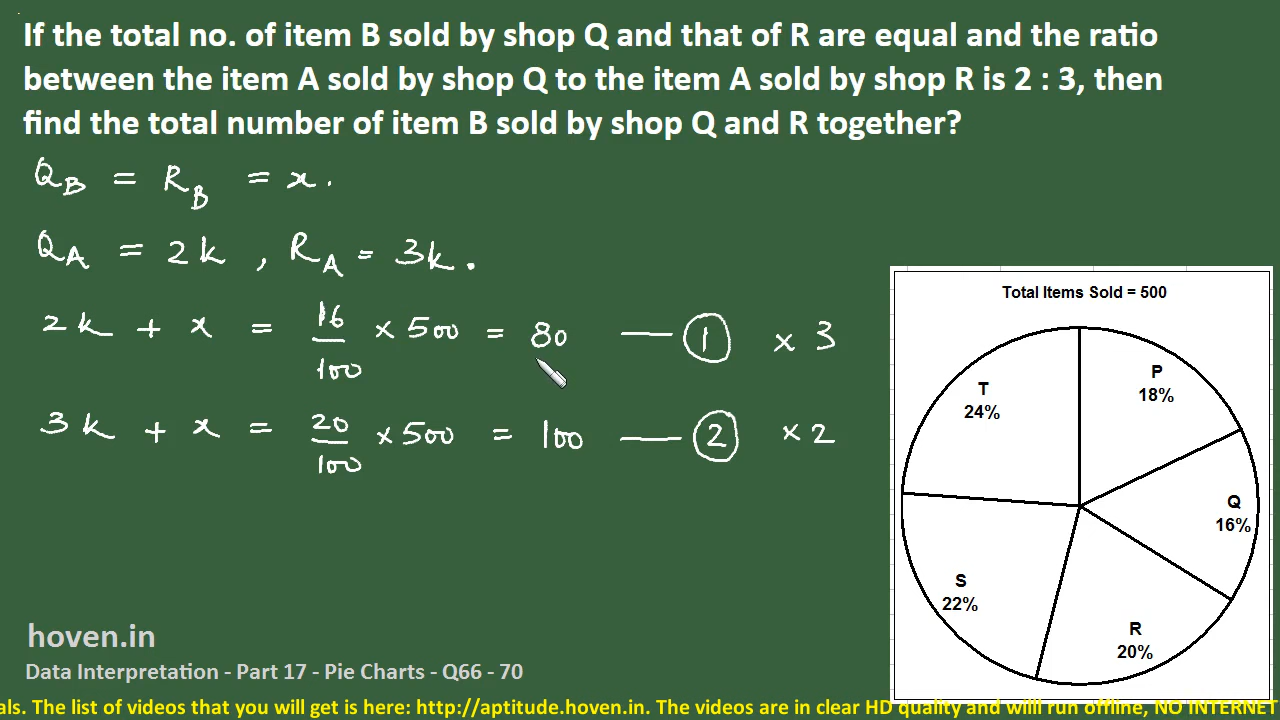 If the total no. of item B sold by shop Q and that of R are equal and the ratio
between the item A sold by shop Q to the item A sold by shop R is 2 : 3, then
find the total number of item B sold by shop Q and R together?
Q_B = R_B = x.
Q_A = 2k , R_A = 3k.
2k + x = 16/100 × 500 = 80 — ① × 3
3k + x = 20/100 × 500 = 100 — ② × 2
Total Items Sold = 500
P
18%
Q
16%
R
20%
S
22%
T
24%
hoven.in
Data Interpretation - Part 17 - Pie Charts - Q66 - 70
als. The list of videos that you will get is here: http://aptitude.hoven.in. The videos are in clear HD quality and willl run offline, NO INTERNET